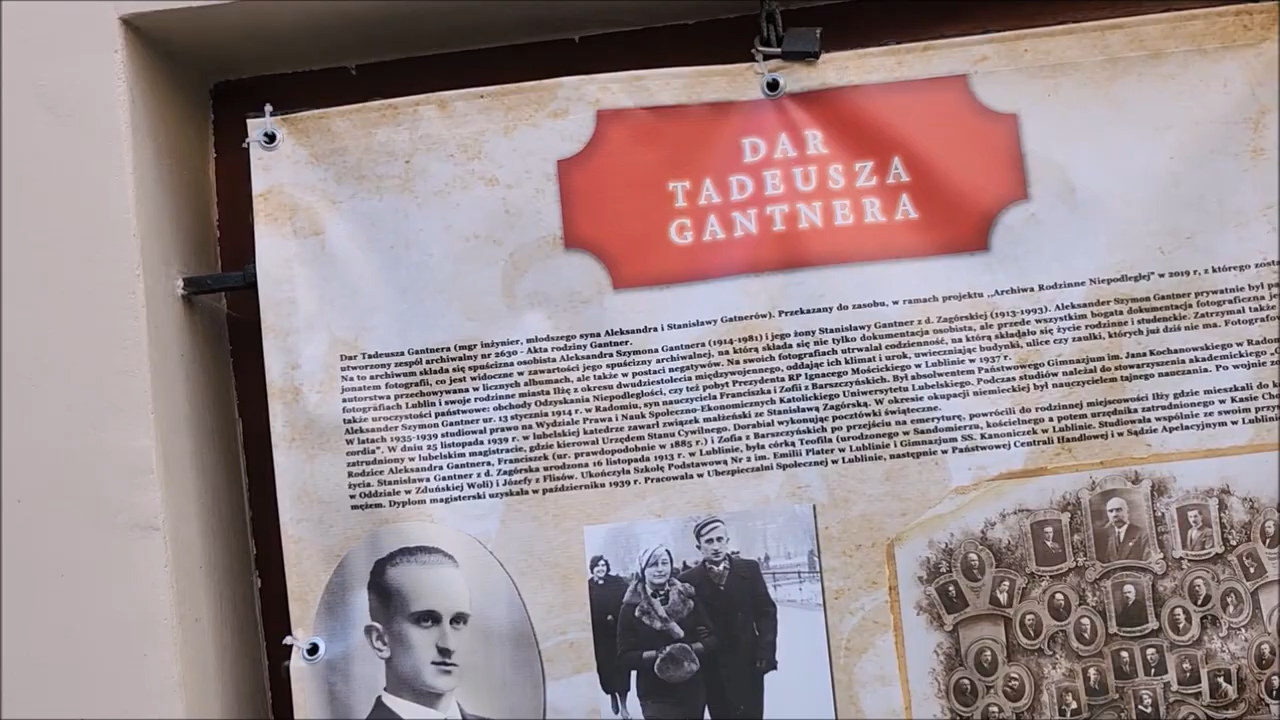 DAR
TADEUSZA
GANTNERA
Dar Tadeusza Gantnera (mgr inżynier, młodszego syna Aleksandra i Stanisławy Gatnerów). Przekazany do zasobu, w ramach projektu „Archiwa Rodzinne Niepodległej" w 2019 r, z którego zosta
utworzony zespół archiwalny nr 2630 - Akta rodziny Gantner.
Na to archiwum składa się spuścizna osobista Aleksandra Szymona Gantnera (1914-1981) i jego żony Stanisławy Gantner z d. Zagórskiej (1913-1993). Aleksander Szymon Gantner prywatnie był
jonatem fotografii, co jest widoczne w zawartości jego spuścizny archiwalnej, na którą składa się nie tylko dokumentacja osobista, ale przede wszystkim bogata dokumentacja fotograficzna
autorstwa przechowywana w licznych albumach, ale także w postaci negatywów. Na swoich fotografiach utrwalał codzienność, na którą składało się życie rodzinne i studenckie. Zatrzymał także
fotografiach Lublin i swoje rodzinne miasta Iłżę z okresu dwudziestolecia międzywojennego, oddając ich klimat i urok, uwieczniając budynki, ulice czy zaułki, których już dziś nie ma. Fotografo
także uroczystości państwowe: obchody Odzyskania Niepodległości, czy też pobyt Prezydenta RP Ignacego Mościckiego w Lublinie w 1937 r.
Aleksander Szymon Gantner ur. 13 stycznia 1914 r. w Radomiu, syn nauczyciela Franciszka i Zofii z Barszczyńskich. Był absolwentem Państwowego Gimnazjum im. Jana Kochanowskiego w Radom
W latach 1935-1939 studiował prawo na Wydziale Prawa i Nauk Społeczno-Ekonomicznych Katolickiego Uniwersytetu Lubelskiego. Podczas studiów należał do stowarzyszenia akademickiego
cordia". W dniu 25 listopada 1939 r. w lubelskiej katedrze zawarł związek małżeński ze Stanisławą Zagórską. W okresie okupacji niemieckiej był nauczycielem tajnego nauczania. Po wojnie
zatrudniony w lubelskim magistracie, gdzie kierował Urzędem Stanu Cywilnego. Dorabiał wykonując pocztówki świąteczne.
Rodzice Aleksandra Gantnera, Franciszek (ur. prawdopodobnie w 1885 r.) i Zofia z Barszczyńskich po przejściu na emeryturę, powrócili do rodzinnej miejscowości Iłży gdzie mieszkali do k
życia. Stanisława Gantner z d. Zagórska urodzona 16 listopada 1913 r. w Lublinie, była córką Teofila (urodzonego w Sandomierzu, kościelnego a potem urzędnika zatrudnionego w Kasie
w Oddziale w Zduńskiej Woli) i Józefy z Flisów. Ukończyła Szkołę Podstawową Nr 2 im. Emilii Plater w Lublinie i Gimnazjum SS. Kanoniczek w Lublinie. Studiowała wspólnie ze swoim przy
mężem. Dyplom magisterski uzyskała w październiku 1939 r. Pracowała w Ubezpieczalni Społecznej w Lublinie, następnie w Państwowej Centrali Handlowej i w Sądzie Apelacyjnym w Lubl